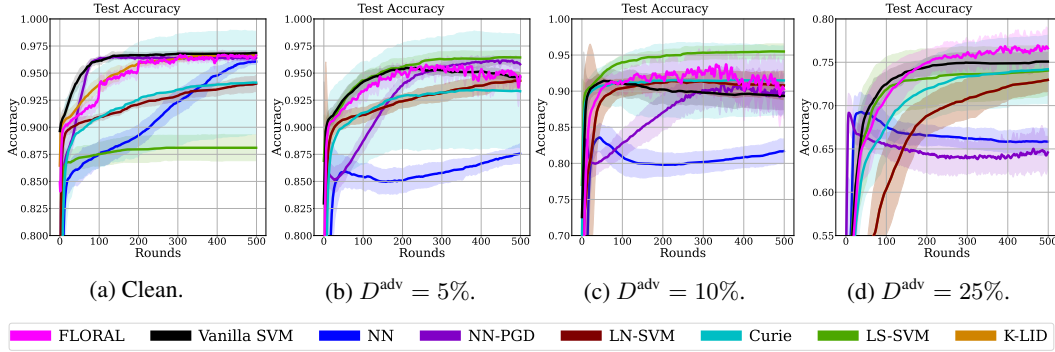 Test Accuracy
Accuracy
1.000
0.975
0.950
0.925
0.900
0.875
0.850
0.825
0.800
0 100 200 300 400 500
Rounds
(a) Clean.
Test Accuracy
Accuracy
1.000
0.975
0.950
0.925
0.900
0.875
0.850
0.825
0.800
0 100 200 300 400 500
Rounds
(b) D^adv = 5%.
Test Accuracy
Accuracy
1.00
0.95
0.90
0.85
0.80
0.75
0.70
0 100 200 300 400 500
Rounds
(c) D^adv = 10%.
Test Accuracy
Accuracy
0.80
0.75
0.70
0.65
0.60
0.55
0 100 200 300 400 500
Rounds
(d) D^adv = 25%.
FLORAL Vanilla SVM NN NN-PGD LN-SVM Curie LS-SVM K-LID